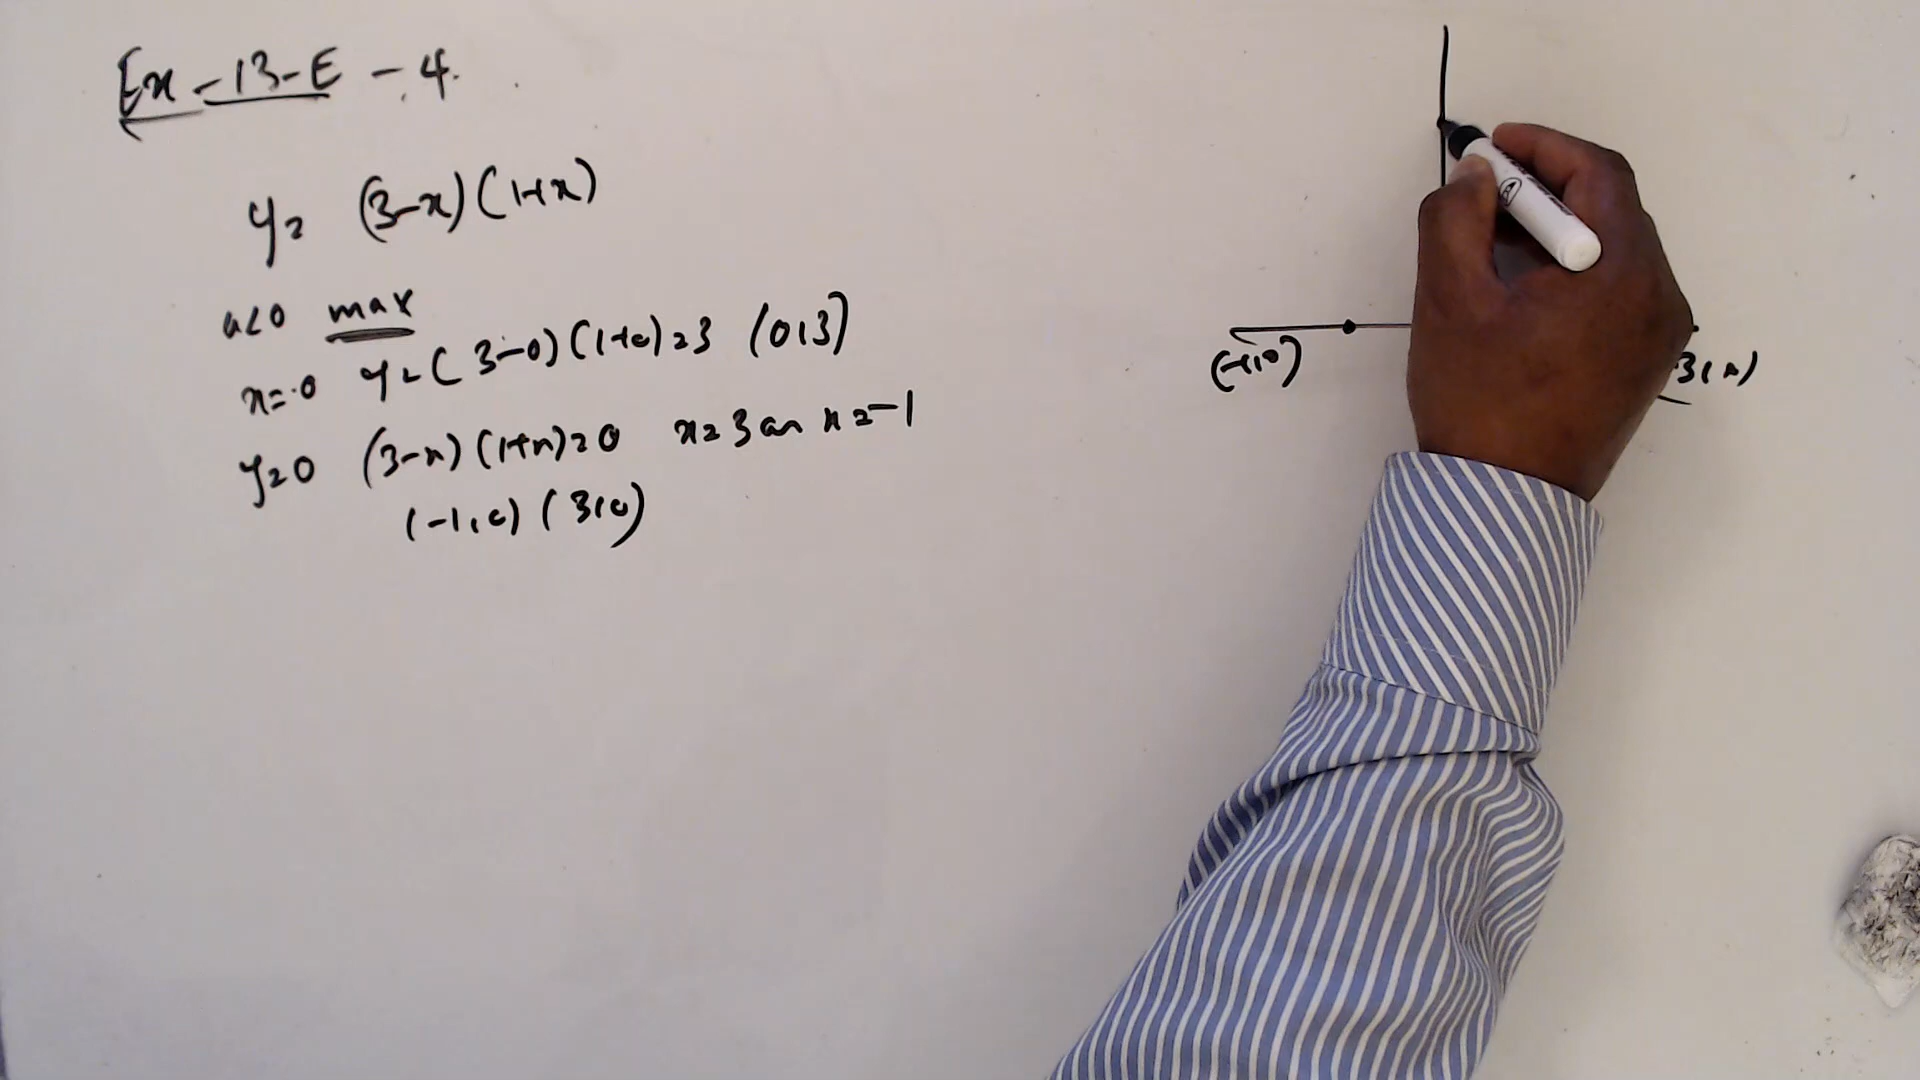 Ex - 13 - E - 4.
y = (3-x)(1+x)
a<0 max
x=0 y=(3-0)(1+0)=3 (0,3)
y=0 (3-x)(1+x)=0 x=3 or x=-1
(-1,0) (3,0)
(-1,0)